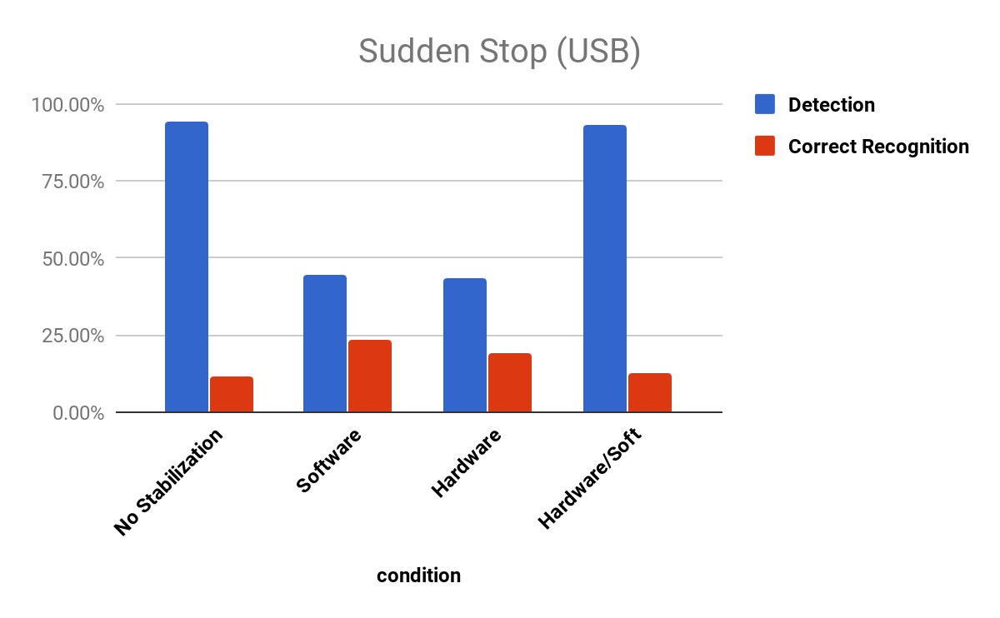 Sudden Stop (USB)
100.00%
75.00%
50.00%
25.00%
0.00%
Detection
Correct Recognition
No Stabilization
Software
Hardware
Hardware/Soft
condition